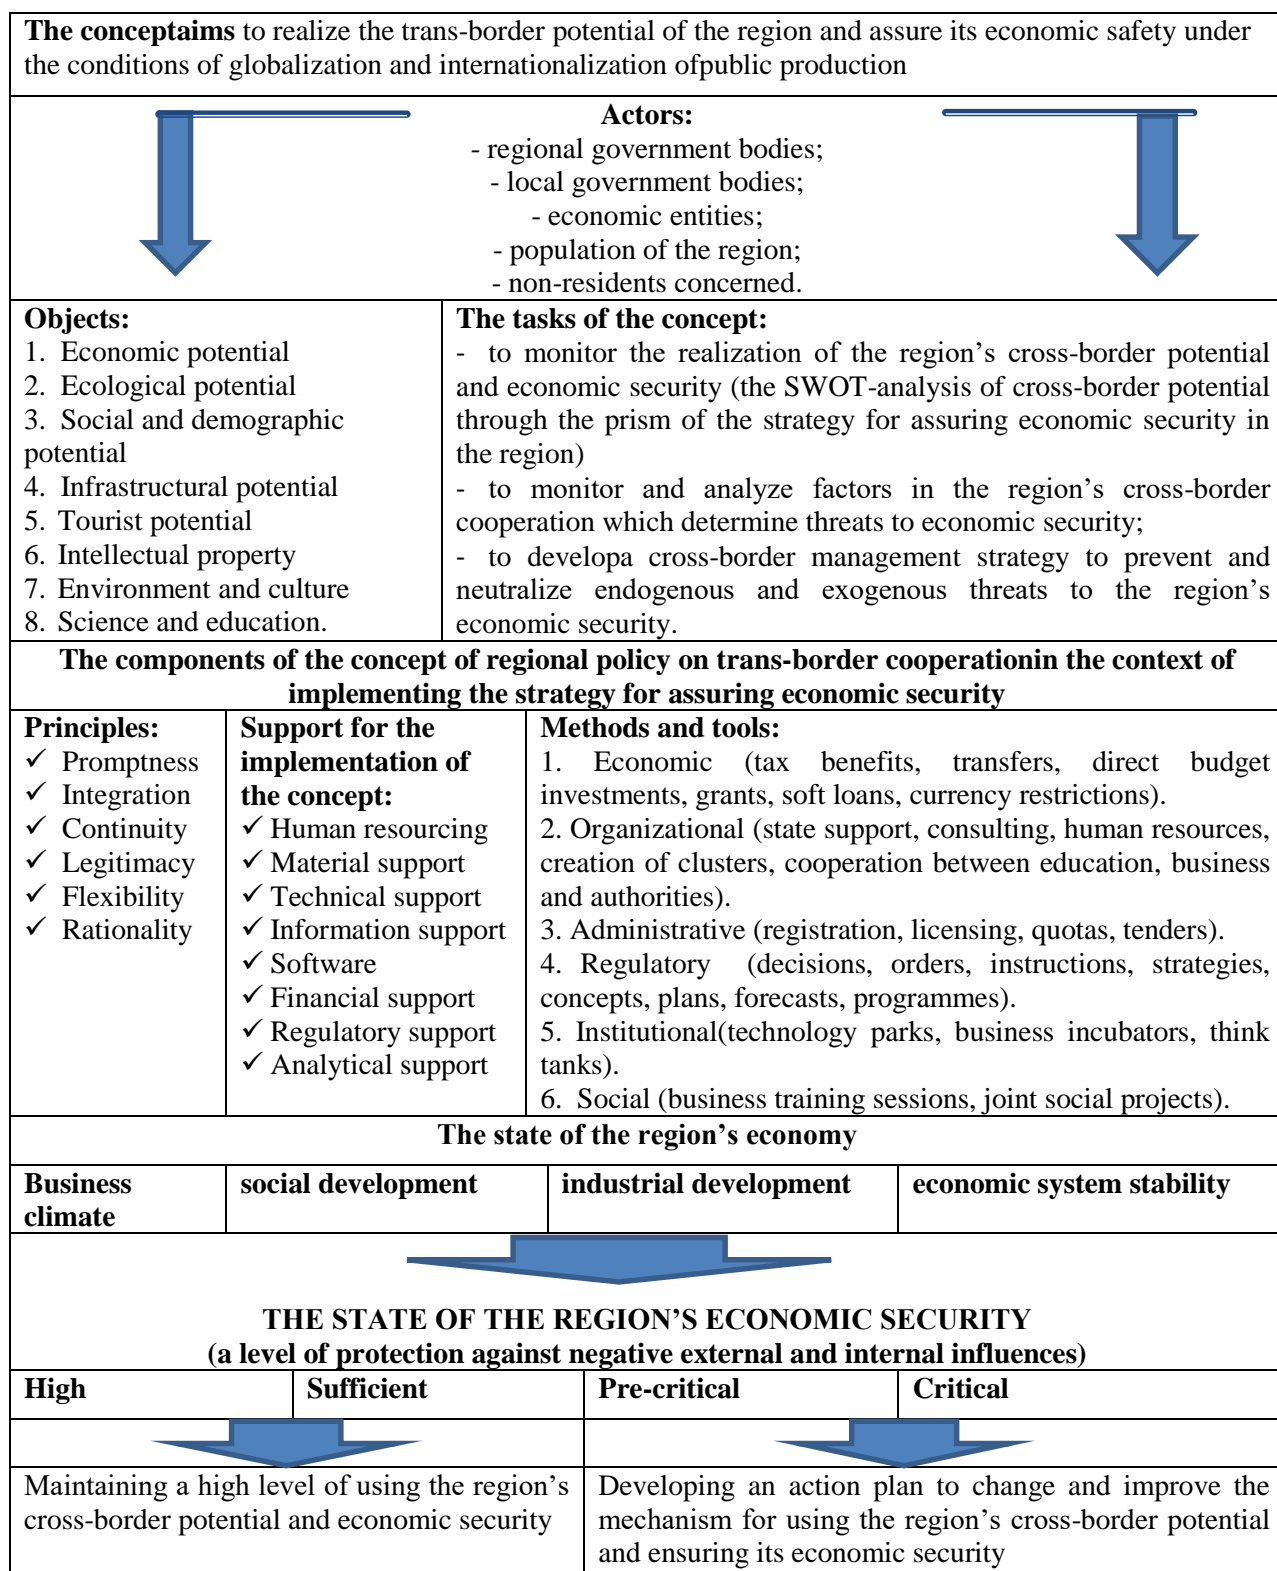 The conceptaims to realize the trans-border potential of the region and assure its economic safety under
the conditions of globalization and internationalization ofpublic production
Actors:
- regional government bodies;
- local government bodies;
- economic entities;
- population of the region;
- non-residents concerned.
Objects:
1. Economic potential
2. Ecological potential
3. Social and demographic
potential
4. Infrastructural potential
5. Tourist potential
6. Intellectual property
7. Environment and culture
8. Science and education.
The tasks of the concept:
- to monitor the realization of the region’s cross-border potential
and economic security (the SWOT-analysis of cross-border potential
through the prism of the strategy for assuring economic security in
the region)
- to monitor and analyze factors in the region’s cross-border
cooperation which determine threats to economic security;
- to developa cross-border management strategy to prevent and
neutralize endogenous and exogenous threats to the region’s
economic security.
The components of the concept of regional policy on trans-border cooperationin the context of
implementing the strategy for assuring economic security
Principles:
✓ Promptness
✓ Integration
✓ Continuity
✓ Legitimacy
✓ Flexibility
✓ Rationality
Support for the
implementation of
the concept:
✓ Human resourcing
✓ Material support
✓ Technical support
✓ Information support
✓ Software
✓ Financial support
✓ Regulatory support
✓ Analytical support
Methods and tools:
1. Economic (tax benefits, transfers, direct budget
investments, grants, soft loans, currency restrictions).
2. Organizational (state support, consulting, human resources,
creation of clusters, cooperation between education, business
and authorities).
3. Administrative (registration, licensing, quotas, tenders).
4. Regulatory (decisions, orders, instructions, strategies,
concepts, plans, forecasts, programmes).
5. Institutional(technology parks, business incubators, think
tanks).
6. Social (business training sessions, joint social projects).
The state of the region’s economy
Business
climate
social development
industrial development
economic system stability
THE STATE OF THE REGION’S ECONOMIC SECURITY
(a level of protection against negative external and internal influences)
High
Sufficient
Pre-critical
Critical
Maintaining a high level of using the region’s
cross-border potential and economic security
Developing an action plan to change and improve the
mechanism for using the region’s cross-border potential
and ensuring its economic security